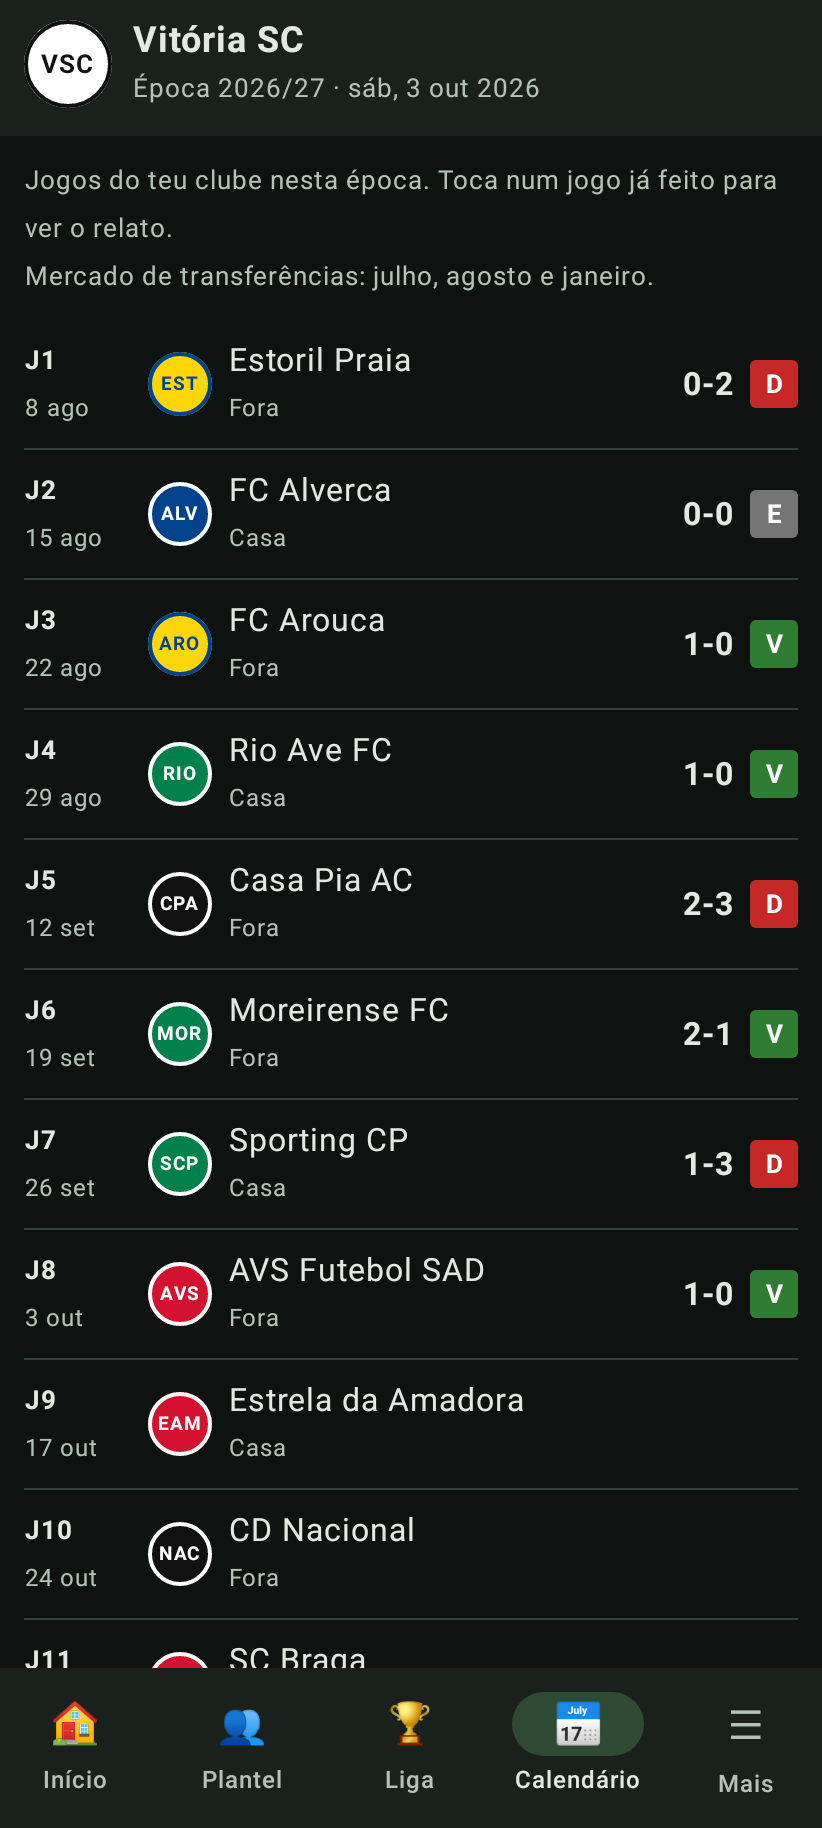 VSC
Vitória SC
Época 2026/27 · sáb, 3 out 2026
Jogos do teu clube nesta época. Toca num jogo já feito para
ver o relato.
Mercado de transferências: julho, agosto e janeiro.
J1
8 ago
EST
Estoril Praia
Fora
0-2 D
J2
15 ago
ALV
FC Alverca
Casa
0-0 E
J3
22 ago
ARO
FC Arouca
Fora
1-0 V
J4
29 ago
RIO
Rio Ave FC
Casa
1-0 V
J5
12 set
CPA
Casa Pia AC
Fora
2-3 D
J6
19 set
MOR
Moreirense FC
Fora
2-1 V
J7
26 set
SCP
Sporting CP
Casa
1-3 D
J8
3 out
AVS
AVS Futebol SAD
Fora
1-0 V
J9
17 out
EAM
Estrela da Amadora
Casa
J10
24 out
NAC
CD Nacional
Fora
J11
SC Braga
Início
Plantel
Liga
July
17
Calendário
Mais